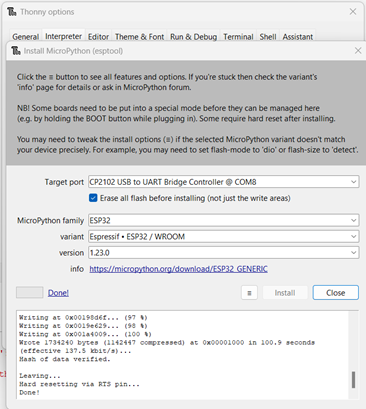 Thonny options
General Interpreter Editor Theme & Font Run & Debug Terminal Shell Assistant
Install MicroPython (esptool)
Click the ≡ button to see all features and options. If you're stuck then check the variant's
'info' page for details or ask in MicroPython forum.
NB! Some boards need to be put into a special mode before they can be managed here
(e.g. by holding the BOOT button while plugging in). Some require hard reset after installing.
You may need to tweak the install options (≡) if the selected MicroPython variant doesn't
match your device precisely. For example, you may need to set flash-mode to 'dio' or flash-size to 'detect'.
Target port CP2102 USB to UART Bridge Controller @ COM8
Erase all flash before installing (not just the write areas)
MicroPython family ESP32
variant Espressif • ESP32 / WROOM
version 1.23.0
info https://micropython.org/download/ESP32_GENERIC
Done! ≡ Install Close
Writing at 0x00198d6f... (97 %)
Writing at 0x0019e629... (98 %)
Writing at 0x001a4009... (100 %)
Wrote 1734240 bytes (1142447 compressed) at 0x00001000 in 100.9 seconds
(effective 137.5 kbit/s)...
Hash of data verified.
Leaving...
Hard resetting via RTS pin...
Done!